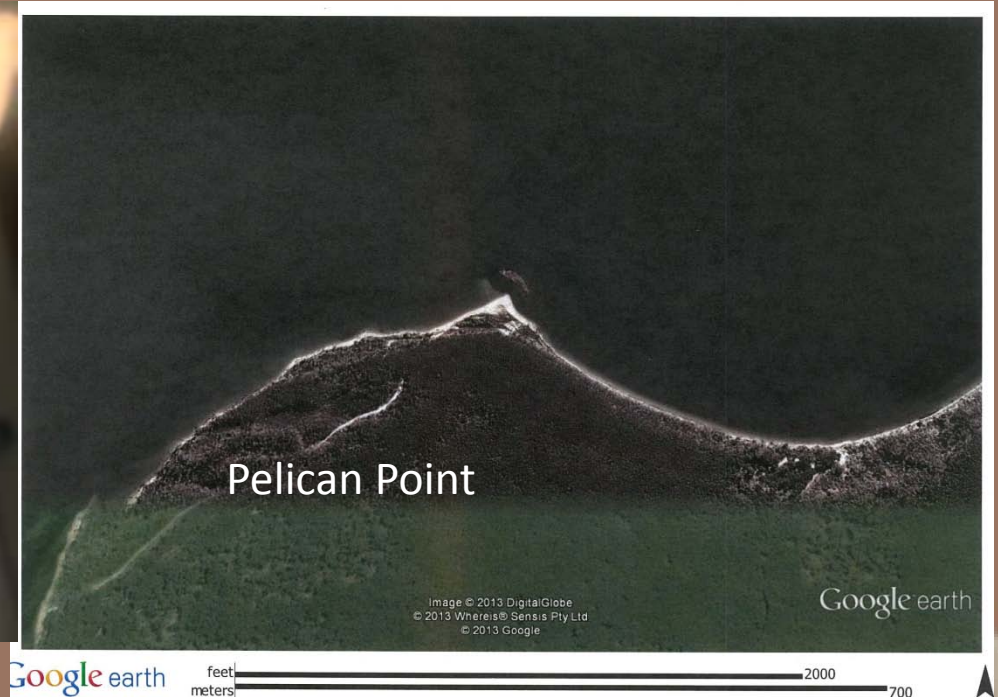 Pelican Point
Image © 2013 DigitalGlobe
© 2013 Whereis® Sensis Pty Ltd
© 2013 Google
Google earth
Google earth
feet 2000
meters 700